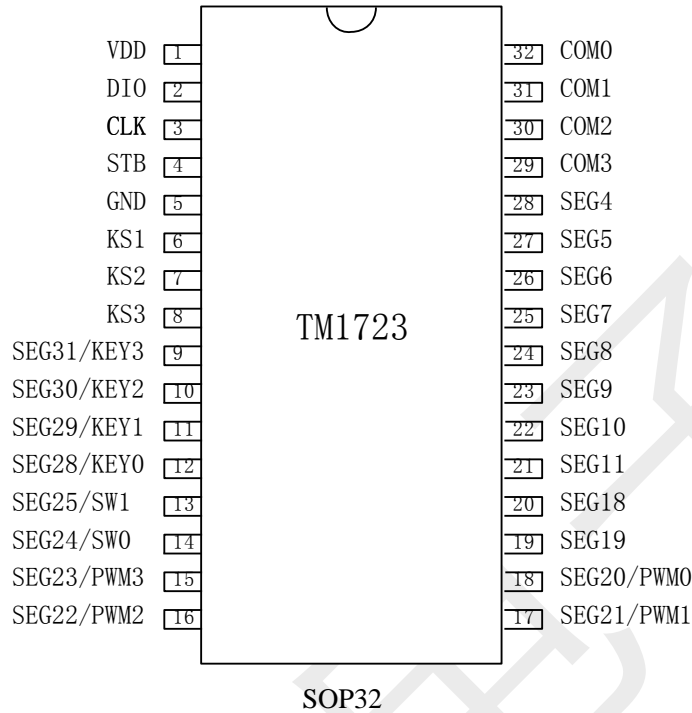 VDD 1 32 COM0
DIO 2 31 COM1
CLK 3 30 COM2
STB 4 29 COM3
GND 5 28 SEG4
KS1 6 27 SEG5
KS2 7 26 SEG6
KS3 8 25 SEG7
TM1723
SEG31/KEY3 9 24 SEG8
SEG30/KEY2 10 23 SEG9
SEG29/KEY1 11 22 SEG10
SEG28/KEY0 12 21 SEG11
SEG25/SW1 13 20 SEG18
SEG24/SW0 14 19 SEG19
SEG23/PWM3 15 18 SEG20/PWM0
SEG22/PWM2 16 17 SEG21/PWM1
SOP32